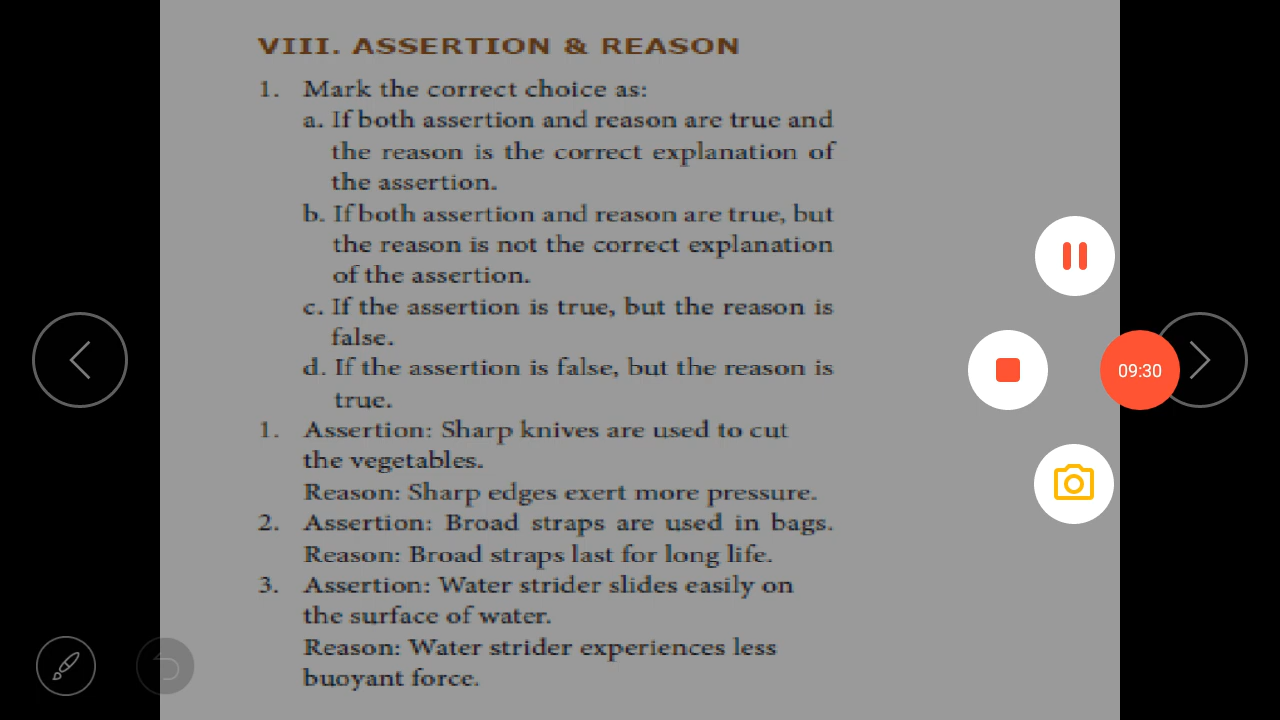 VIII. ASSERTION & REASON
1. Mark the correct choice as:
a. If both assertion and reason are true and
the reason is the correct explanation of
the assertion.
b. If both assertion and reason are true, but
the reason is not the correct explanation
of the assertion.
c. If the assertion is true, but the reason is
false.
d. If the assertion is false, but the reason is
true.
1. Assertion: Sharp knives are used to cut
the vegetables.
Reason: Sharp edges exert more pressure.
2. Assertion: Broad straps are used in bags.
Reason: Broad straps last for long life.
3. Assertion: Water strider slides easily on
the surface of water.
Reason: Water strider experiences less
buoyant force.
09:30